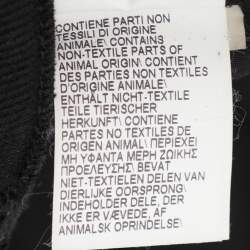 CONTIENE PARTI NON
TESSILI DI ORIGINE
ANIMALE\ CONTAINS
NON-TEXTILE PARTS OF
ANIMAL ORIGIN\ CONTIENT
DES PARTIES NON TEXTILES
D'ORIGINE ANIMALE\
ENTHÄLT NICHT-TEXTILE
TEILE TIERISCHER
HERKUNFT\ CONTIENE
PARTES NO TEXTILES DE
ORIGEN ANIMAL\ ПЕРІЕХЕІ
ΜΗ ΥΦΑΝΤΑ ΜΕΡΗ ΖΩΙΚΗΣ
ΠΡΟΕΛΕΥΣΗΣ\ BEVAT
NIET-TEXTIELEN DELEN VAN
DIERLIJKE OORSPRONG\
INDEHOLDER DELE, DER
IKKE ER VÆVEDE, AF
ANIMALSK OPRINDELSE\